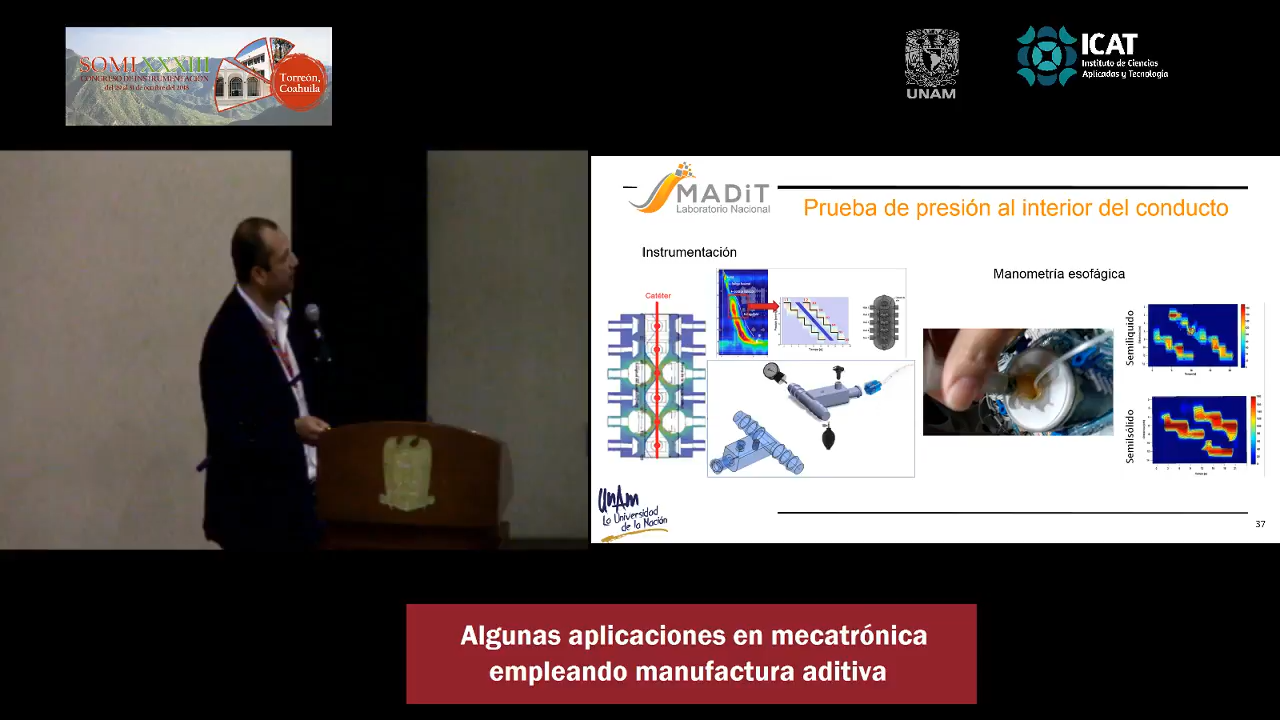 SOMI XXXIII
CONGRESO DE INSTRUMENTACIÓN
Torreón,
Coahuila
UNAM
ICAT
Instituto de Ciencias
Aplicadas y Tecnología
MADiT
Laboratorio Nacional
Prueba de presión al interior del conducto
Instrumentación
Manometría esofágica
Catéter
Semilíquido
Semilsólido
UNAM
La Universidad
de la Nación
37
Algunas aplicaciones en mecatrónica
empleando manufactura aditiva